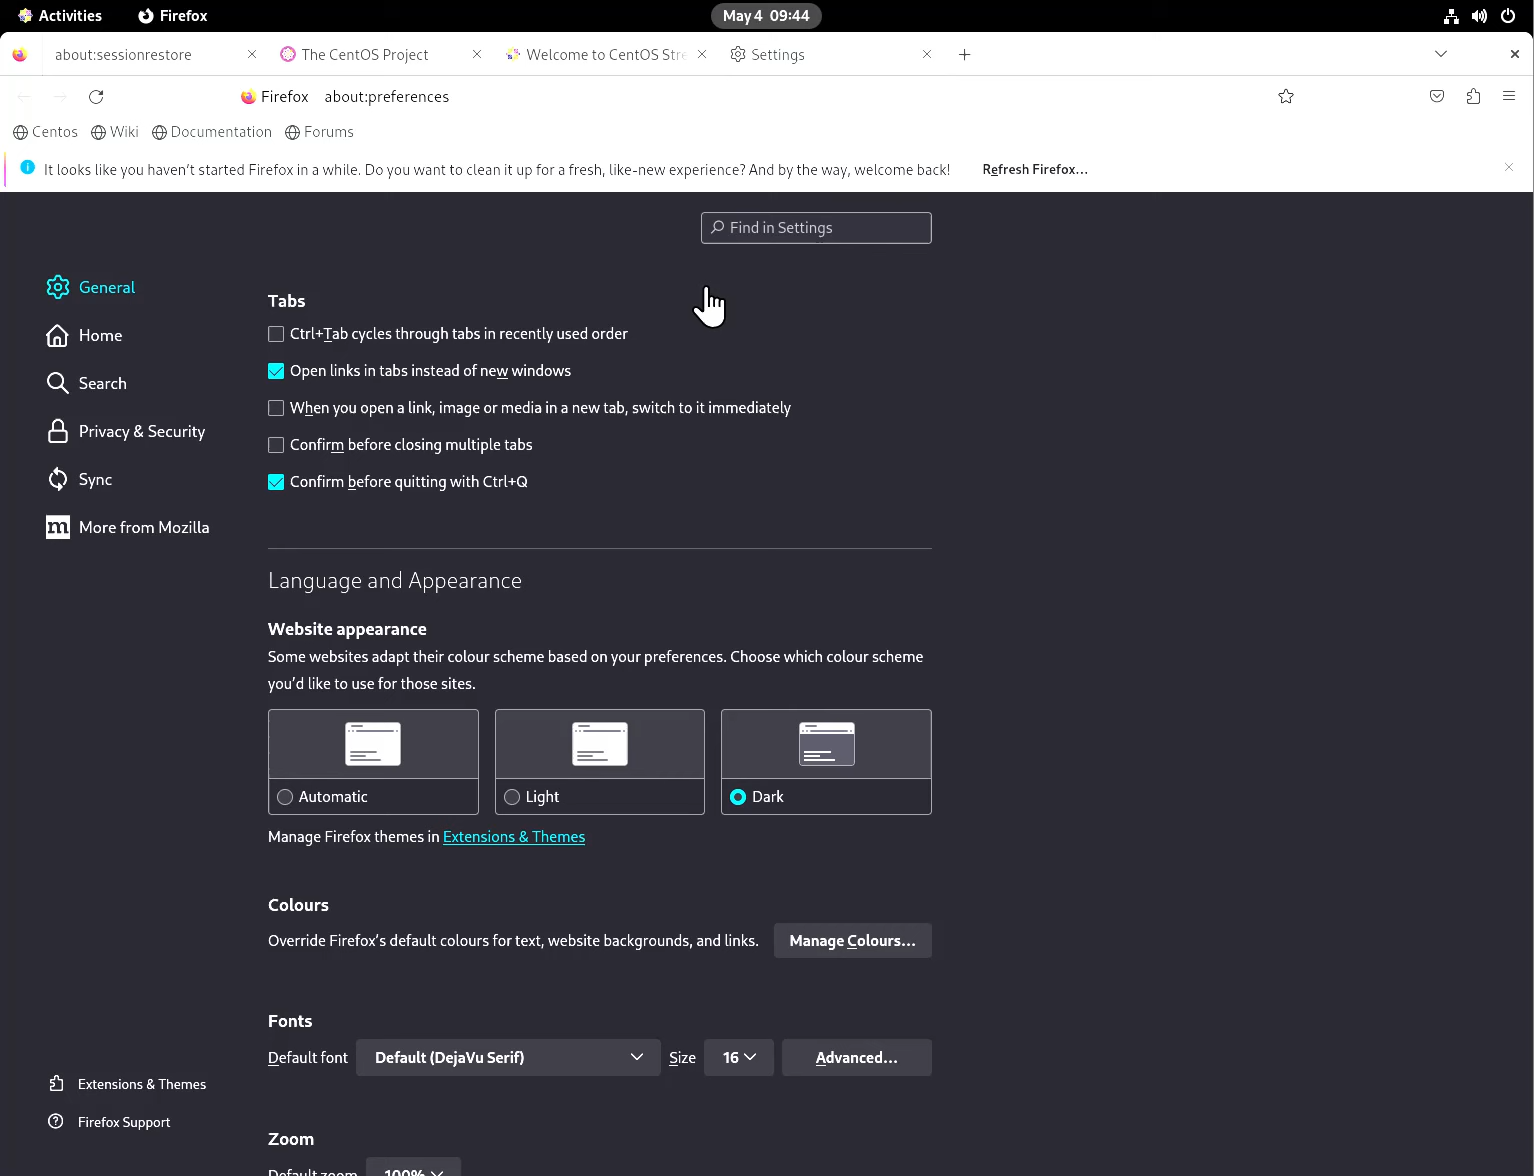 Activities Firefox May 4 09:44
about:sessionrestore The CentOS Project Welcome to CentOS Stre Settings
Firefox about:preferences
Centos Wiki Documentation Forums
It looks like you haven't started Firefox in a while. Do you want to clean it up for a fresh, like-new experience? And by the way, welcome back! Refresh Firefox…
Find in Settings
General
Home
Search
Privacy & Security
Sync
More from Mozilla
Extensions & Themes
Firefox Support
Tabs
Ctrl+Tab cycles through tabs in recently used order
Open links in tabs instead of new windows
When you open a link, image or media in a new tab, switch to it immediately
Confirm before closing multiple tabs
Confirm before quitting with Ctrl+Q
Language and Appearance
Website appearance
Some websites adapt their colour scheme based on your preferences. Choose which colour scheme
you'd like to use for those sites.
Automatic Light Dark
Manage Firefox themes in Extensions & Themes
Colours
Override Firefox's default colours for text, website backgrounds, and links. Manage Colours…
Fonts
Default font Default (DejaVu Serif) Size 16 Advanced…
Zoom
Default zoom 100%